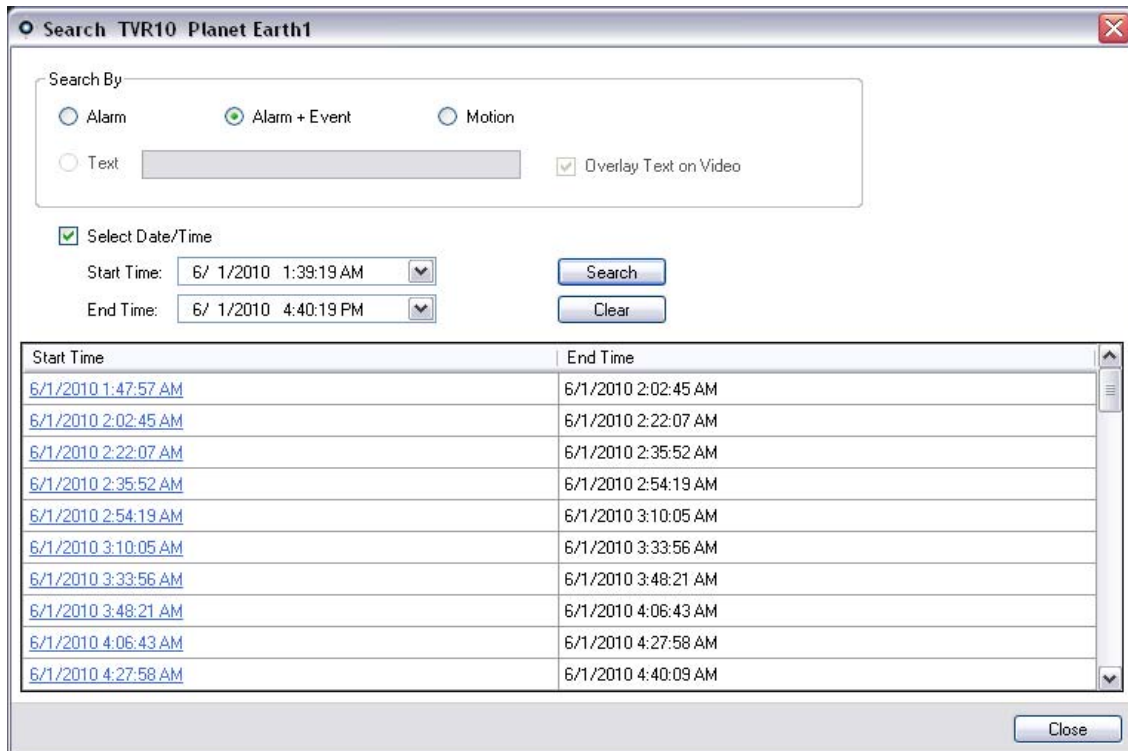 Search TVR10 Planet Earth1
Search By
Alarm Alarm + Event Motion
Text Overlay Text on Video
Select Date/Time
Start Time: 6/ 1/2010 1:39:19 AM Search
End Time: 6/ 1/2010 4:40:19 PM Clear
Start Time End Time
6/1/2010 1:47:57 AM 6/1/2010 2:02:45 AM
6/1/2010 2:02:45 AM 6/1/2010 2:22:07 AM
6/1/2010 2:22:07 AM 6/1/2010 2:35:52 AM
6/1/2010 2:35:52 AM 6/1/2010 2:54:19 AM
6/1/2010 2:54:19 AM 6/1/2010 3:10:05 AM
6/1/2010 3:10:05 AM 6/1/2010 3:33:56 AM
6/1/2010 3:33:56 AM 6/1/2010 3:48:21 AM
6/1/2010 3:48:21 AM 6/1/2010 4:06:43 AM
6/1/2010 4:06:43 AM 6/1/2010 4:27:58 AM
6/1/2010 4:27:58 AM 6/1/2010 4:40:09 AM
Close